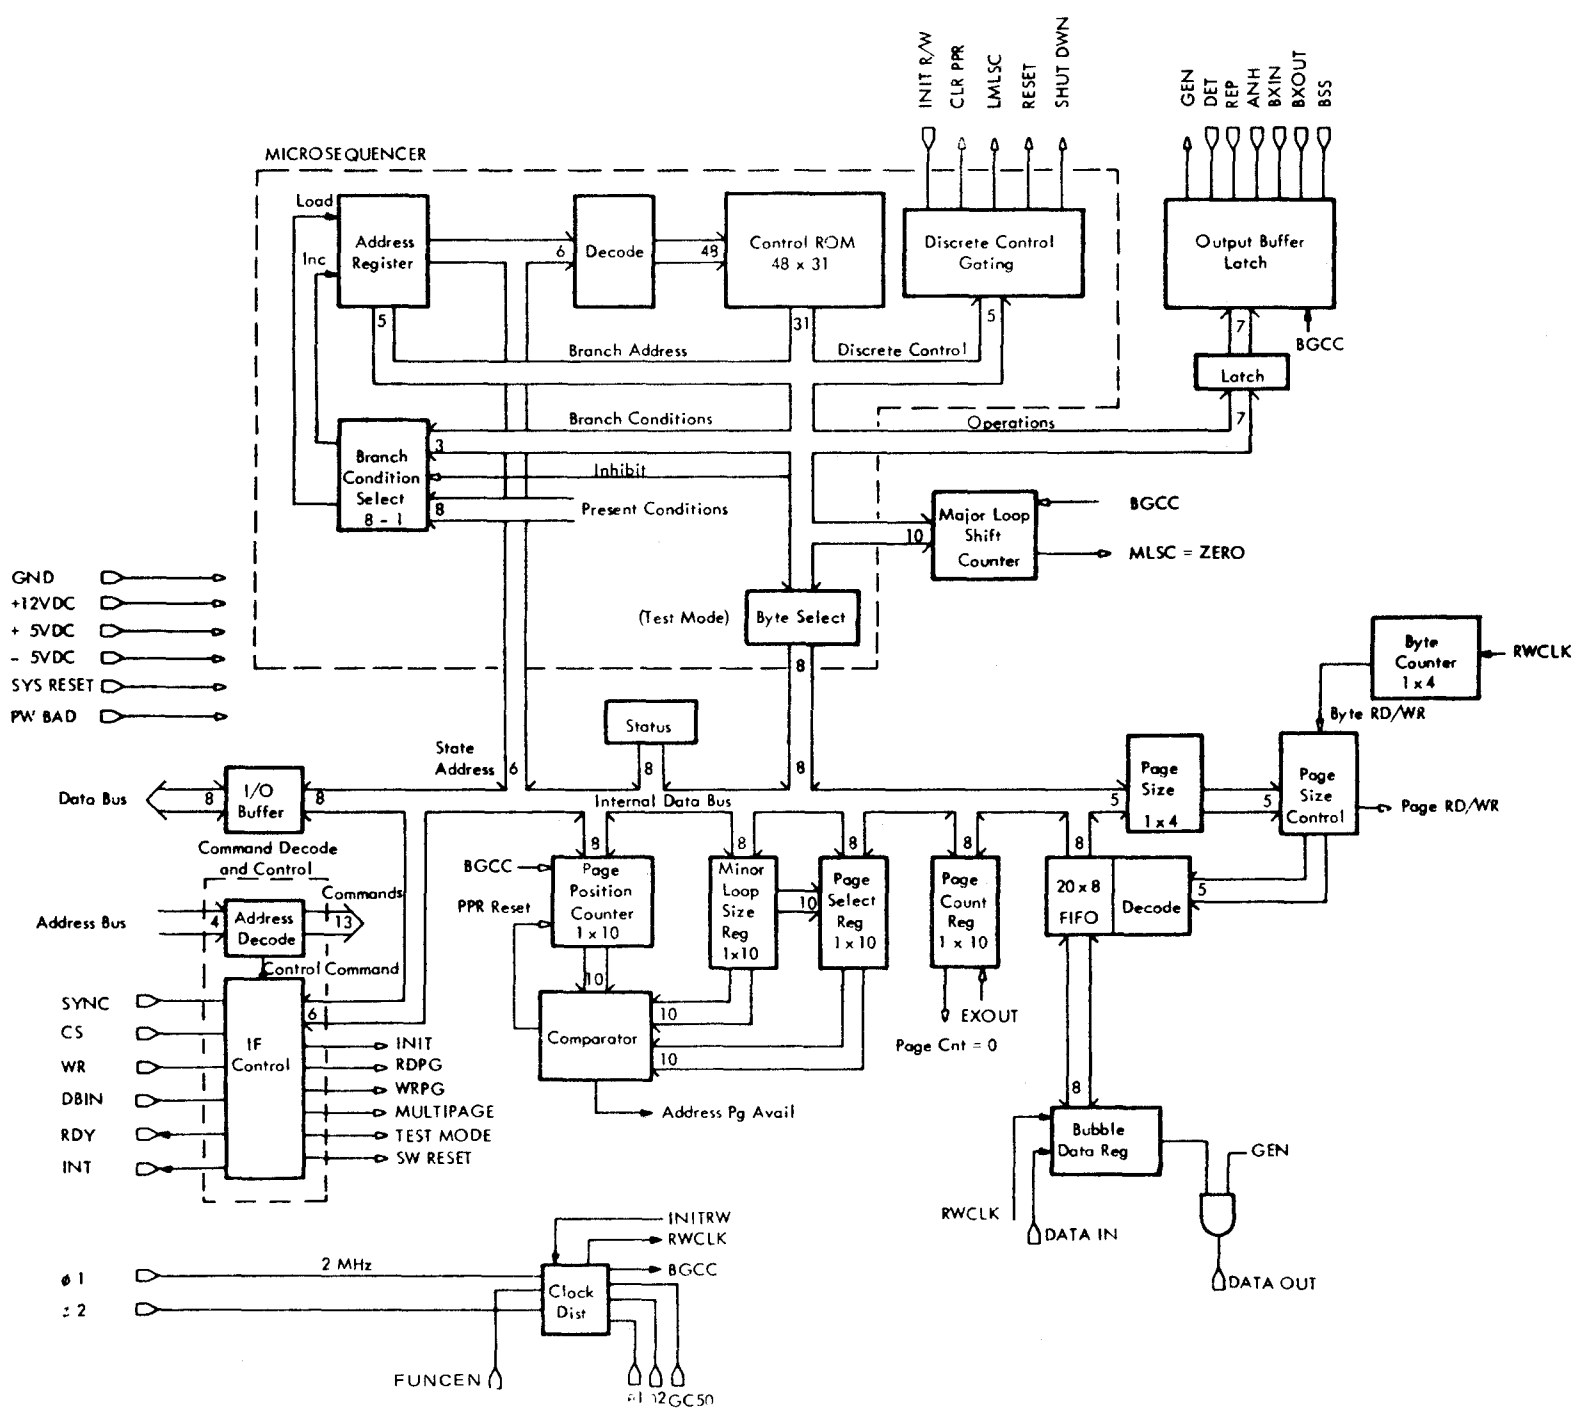 INIT R/W
CLR PPR
LMLSC
RESET
SHUT DWN
GEN
DET
REP
ANH
BXIN
BXOUT
BSS
MICROSEQUENCER
Load
Inc
Address
Register
6
Decode
48
Control ROM
48 x 31
Discrete Control
Gating
Output Buffer
Latch
5
31
5
7
BGCC
Branch Address
Discrete Control
Latch
Branch Conditions
Operations
7
3
Branch
Condition
Select
8 - 1
Inhibit
8
Present Conditions
10
Major Loop
Shift
Counter
BGCC
MLSC = ZERO
GND
+12VDC
+ 5VDC
- 5VDC
SYS RESET
PW BAD
(Test Mode)
Byte Select
8
Byte
Counter
1 x 4
RWCLK
Byte RD/WR
Status
State
Address
6
8
8
Data Bus
8
I/O
Buffer
8
Internal Data Bus
5
Page
Size
1 x 4
5
Page
Size
Control
Page RD/WR
Command Decode
and Control
Commands
Address Bus
4
Address
Decode
13
Control Command
8
8
8
8
8
BGCC
PPR Reset
Page
Position
Counter
1 x 10
Minor
Loop
Size
Reg
1x10
10
Page
Select
Reg
1 x 10
Page
Count
Reg
1 x 10
20 x 8
FIFO
Decode
5
10
Comparator
10
10
EXOUT
Page Cnt = 0
Address Pg Avail
SYNC
CS
WR
DBIN
RDY
INT
IF
Control
6
INIT
RDPG
WRPG
MULTIPAGE
TEST MODE
SW RESET
8
Bubble
Data Reg
GEN
RWCLK
DATA IN
DATA OUT
INITRW
RWCLK
BGCC
ø 1
2 MHz
2
Clock
Dist
FUNCEN
2GC50